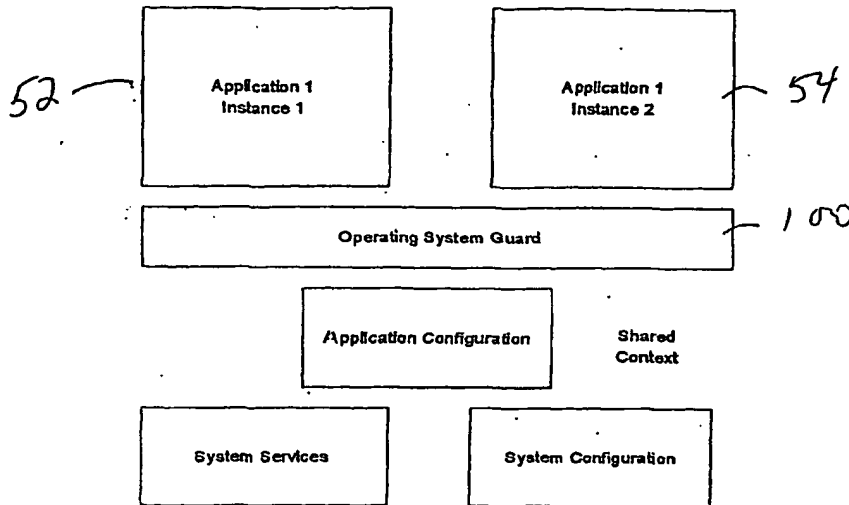 52
Application 1
Instance 1
Application 1
Instance 2
54
Operating System Guard
100
Application Configuration
Shared
Context
System Services
System Configuration